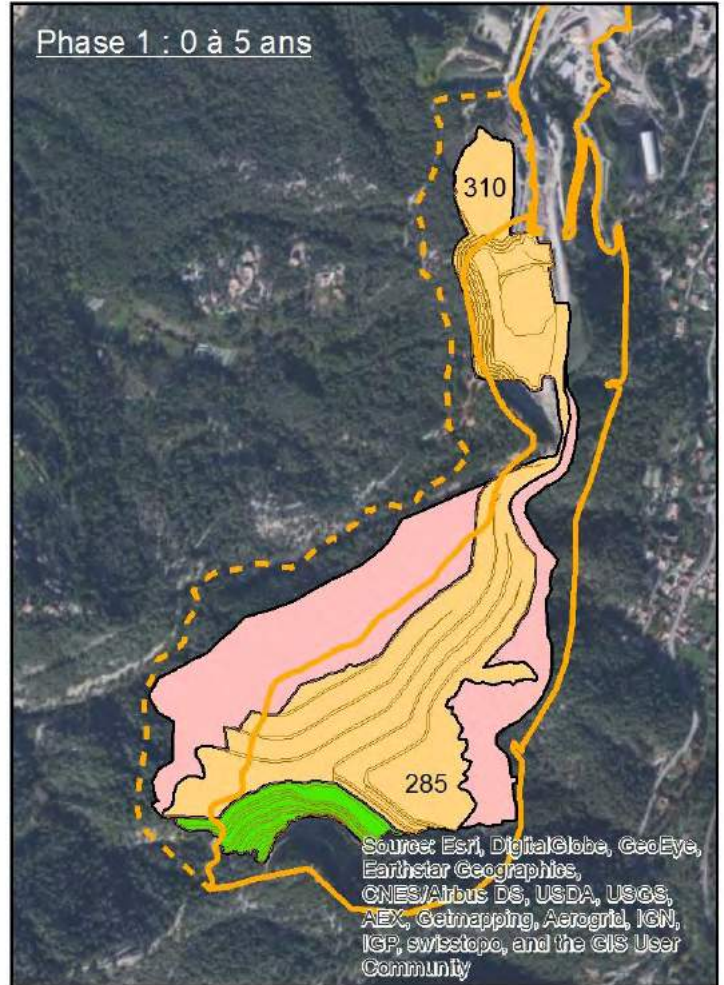 Phase 1 : 0 à 5 ans
310
285
Source: Esri, DigitalGlobe, GeoEye,
Earthstar Geographics,
CNES/Airbus DS, USDA, USGS,
AEX, Getmapping, Aerogrid, IGN,
IGP, swisstopo, and the GIS User
Community